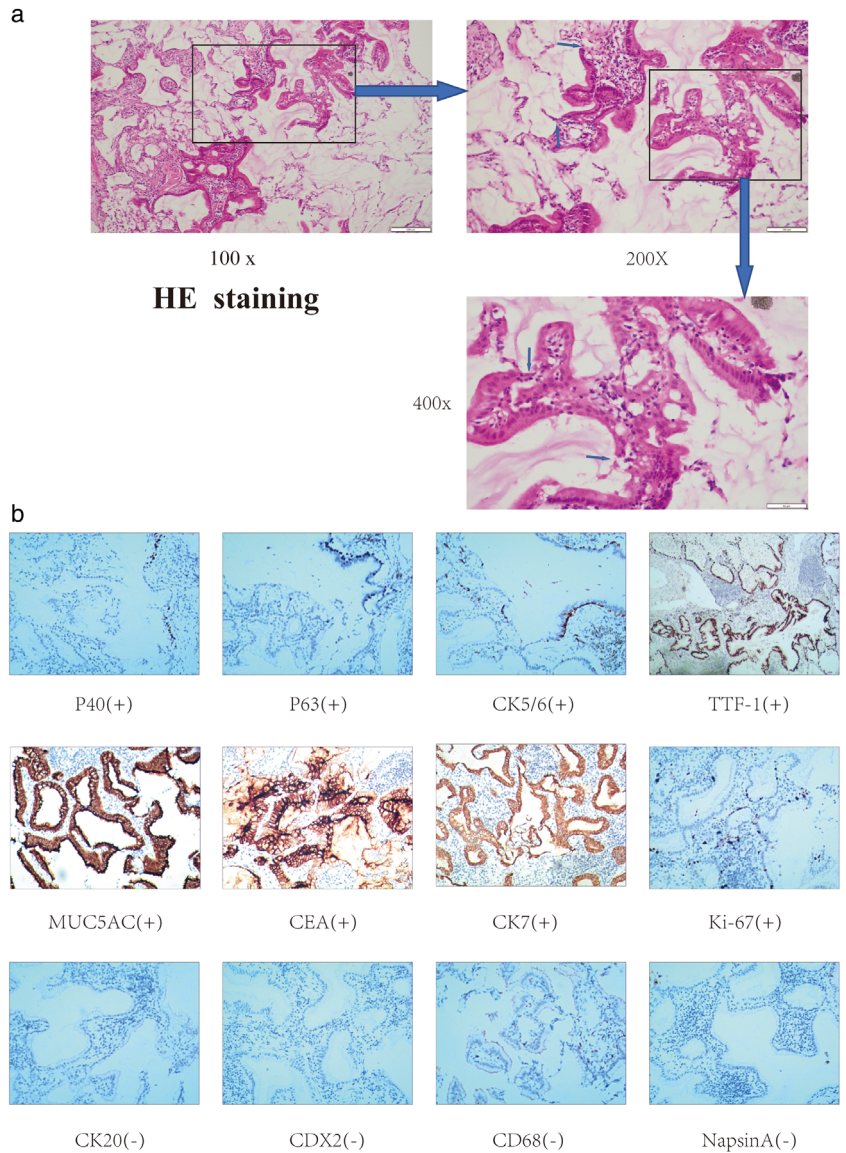 a
100 x
200X
HE staining
400x
b
P40(+)
P63(+)
CK5/6(+)
TTF-1(+)
MUC5AC(+)
CEA(+)
CK7(+)
Ki-67(+)
CK20(-)
CDX2(-)
CD68(-)
NapsinA(-)